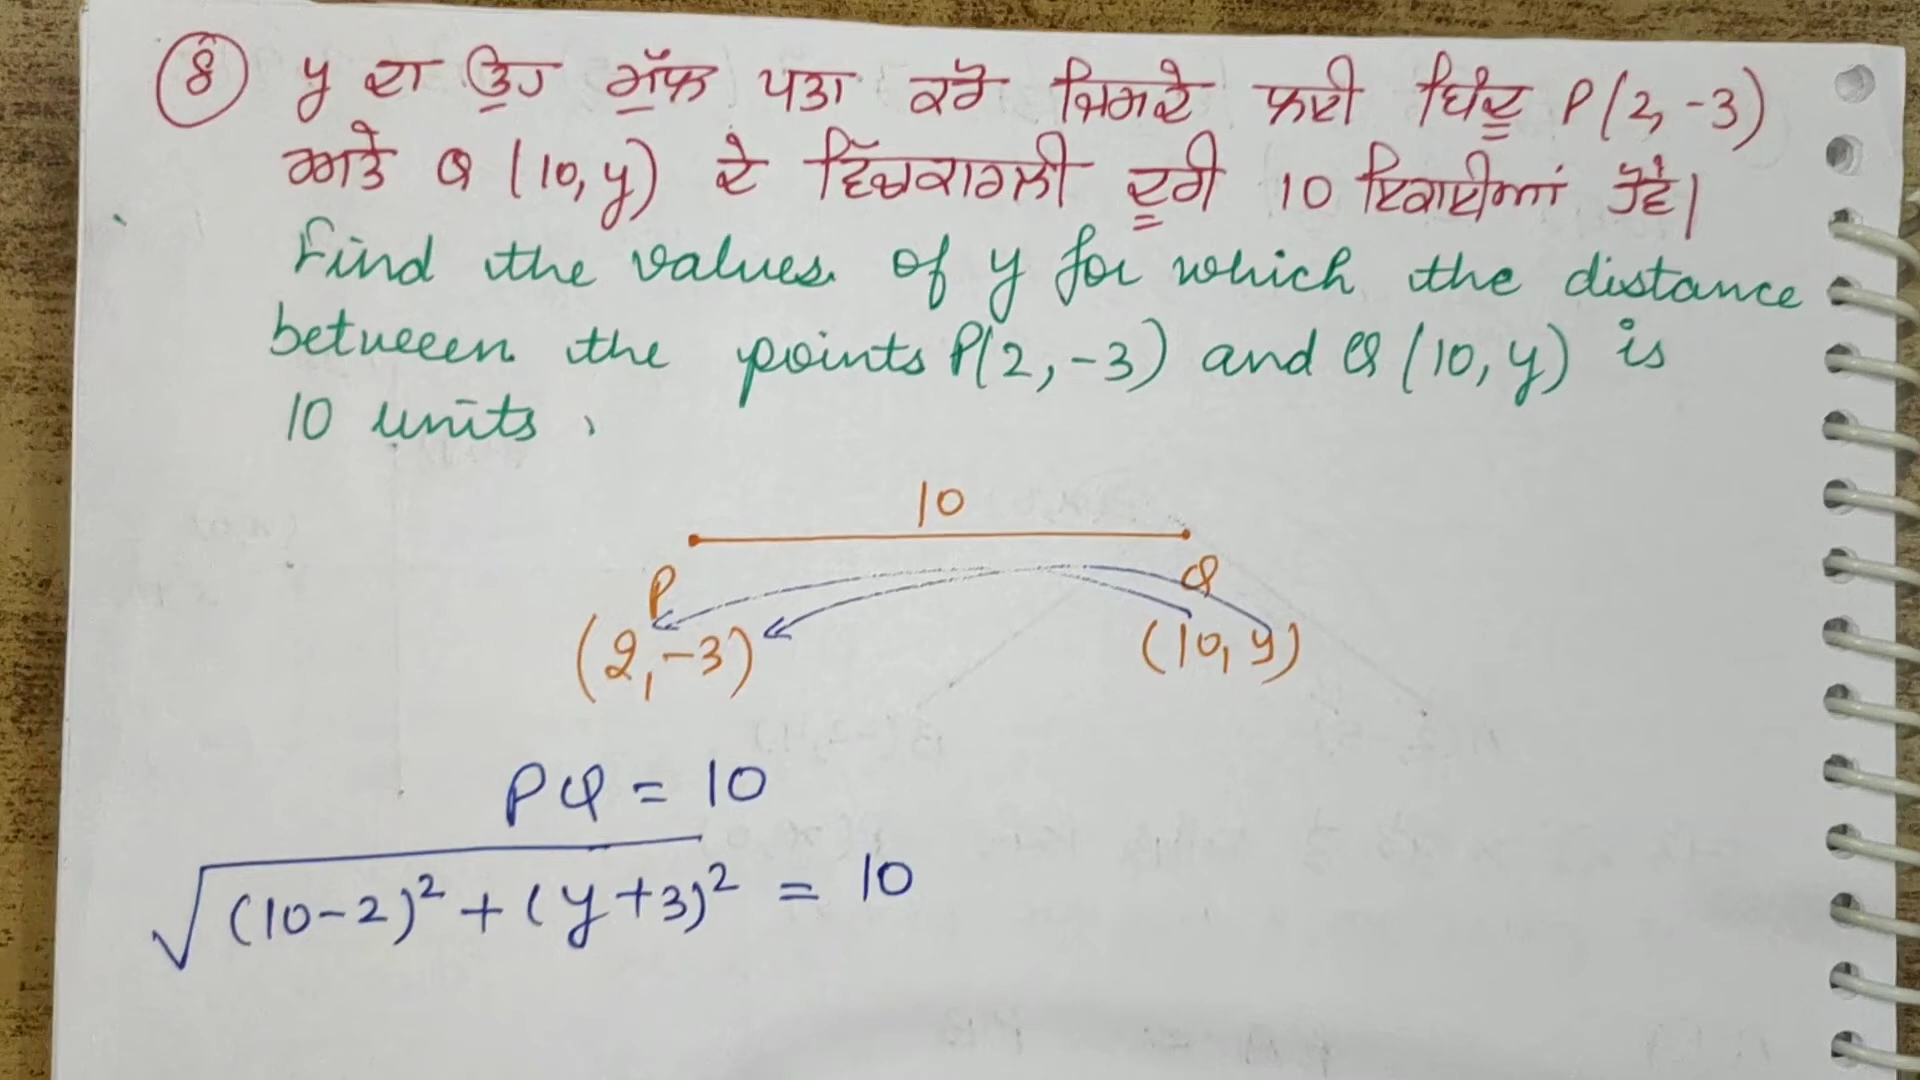 ⑧ y ਦਾ ਉਹ ਮੁੱਲ ਪਤਾ ਕਰੋ ਜਿਸਦੇ ਲਈ ਬਿੰਦੂ P(2, -3)
ਅਤੇ Q (10, y) ਦੇ ਵਿੱਚਕਾਰਲੀ ਦੂਰੀ 10 ਇਕਾਈਆਂ ਹੋਵੇ।
Find the values of y for which the distance
between the points P(2, -3) and Q (10, y) is
10 units.
10
P Q
(2, -3) (10, y)
PQ = 10
√(10-2)² + (y+3)² = 10